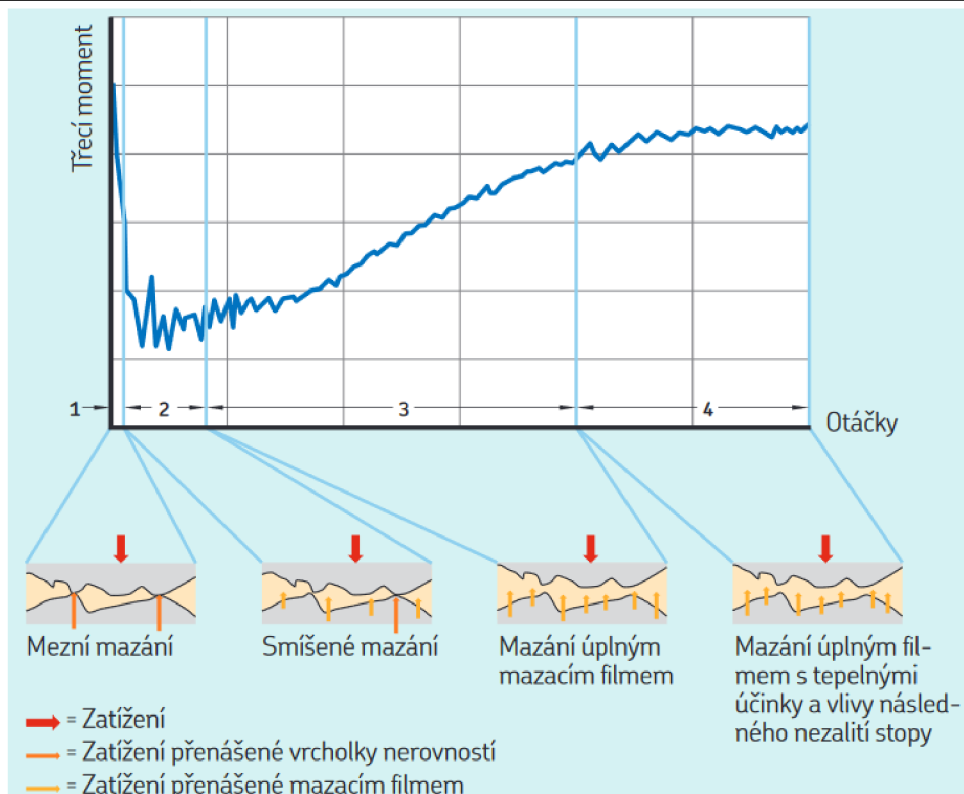 Třecí moment
1
2
3
4
Otáčky
Mezní mazání
Smíšené mazání
Mazání úplným
mazacím filmem
Mazání úplným fil-
mem s tepelnými
účinky a vlivy násled-
ného nezalití stopy
= Zatížení
= Zatížení přenášené vrcholky nerovností
= Zatížení přenášené mazacím filmem